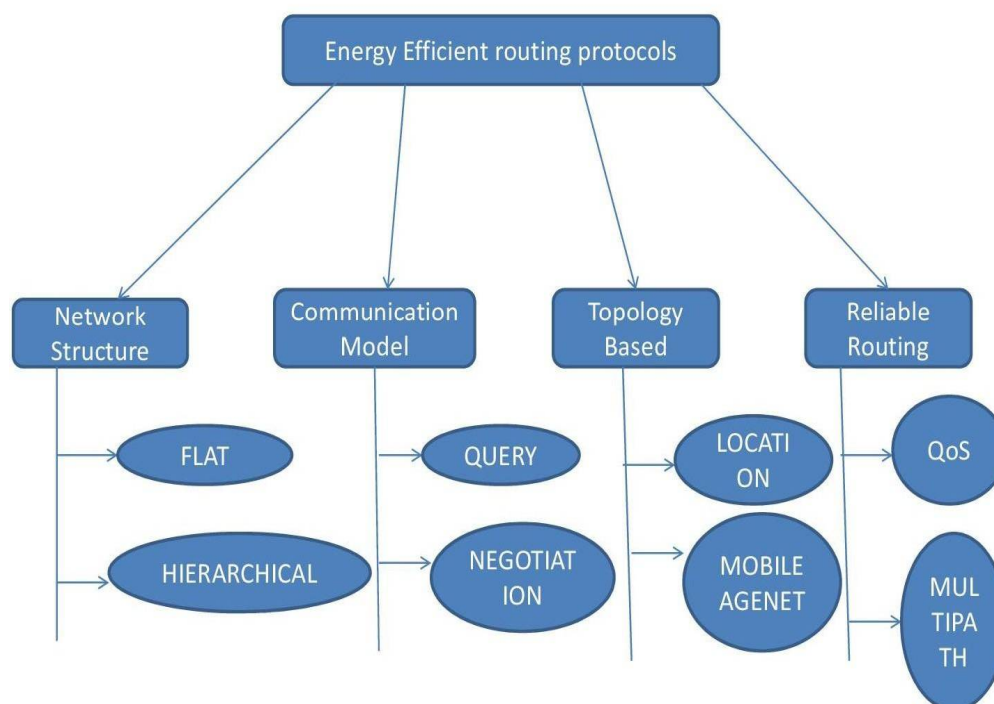 Energy Efficient routing protocols
Network
Structure
Communication
Model
Topology
Based
Reliable
Routing
FLAT
QUERY
LOCATI
ON
QoS
HIERARCHICAL
NEGOTIAT
ION
MOBILE
AGENET
MUL
TIPA
TH